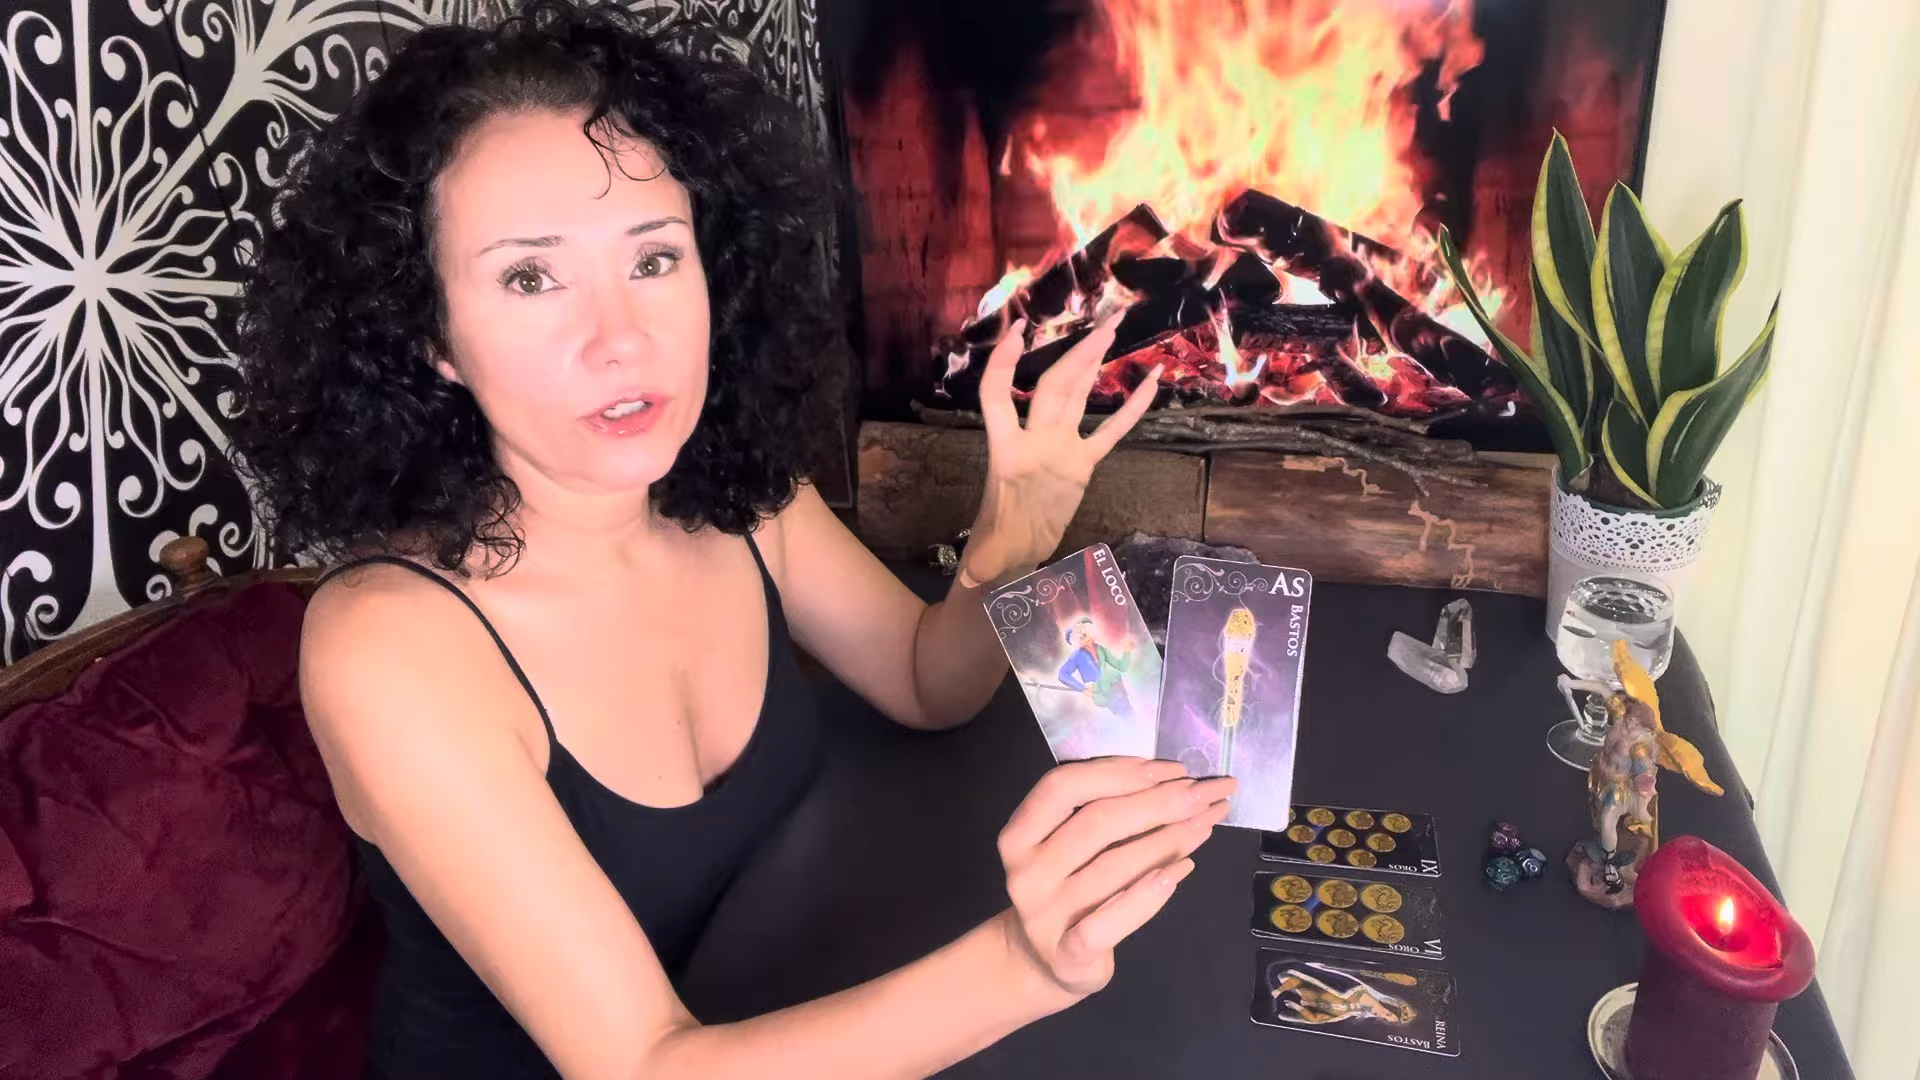 EL LOCO
AS
BASTOS
IX
OROS
VI
OROS
REINA
BASTOS